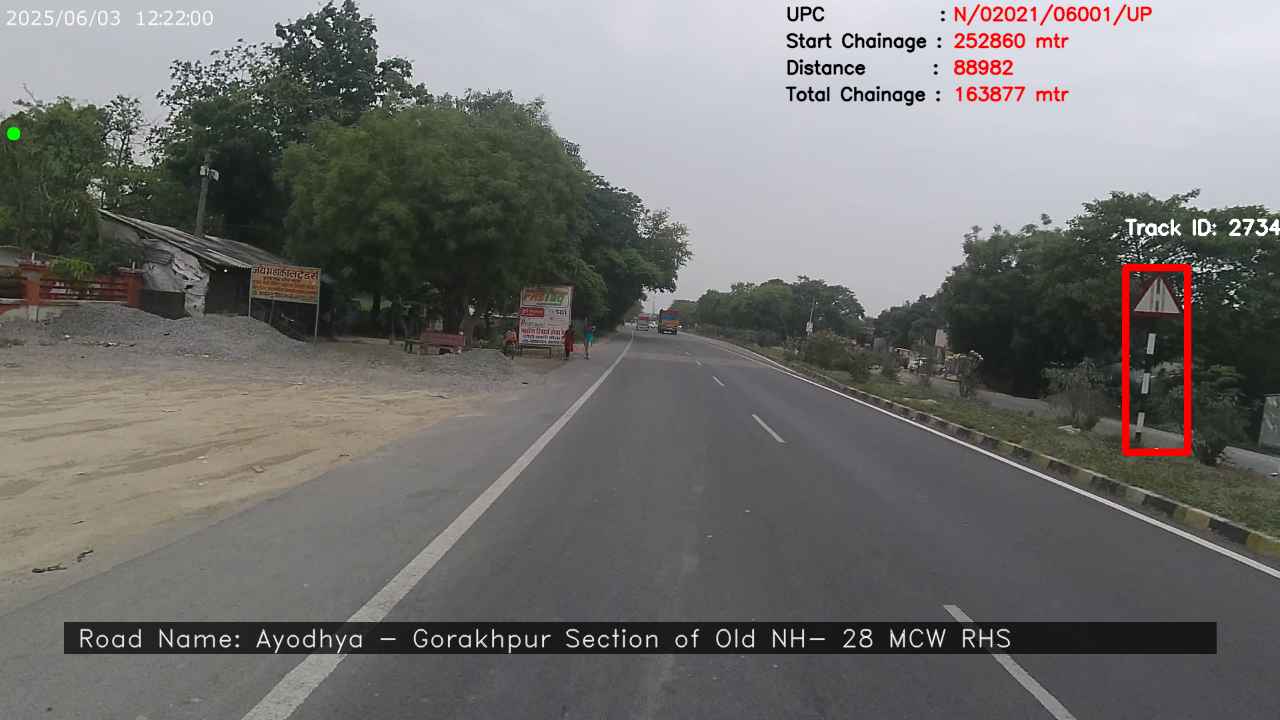 2025/06/03 12:22:00
UPC : N/02021/06001/UP
Start Chainage : 252860 mtr
Distance : 88982
Total Chainage : 163877 mtr
Track ID: 2734
Road Name: Ayodhya - Gorakhpur Section of Old NH- 28 MCW RHS